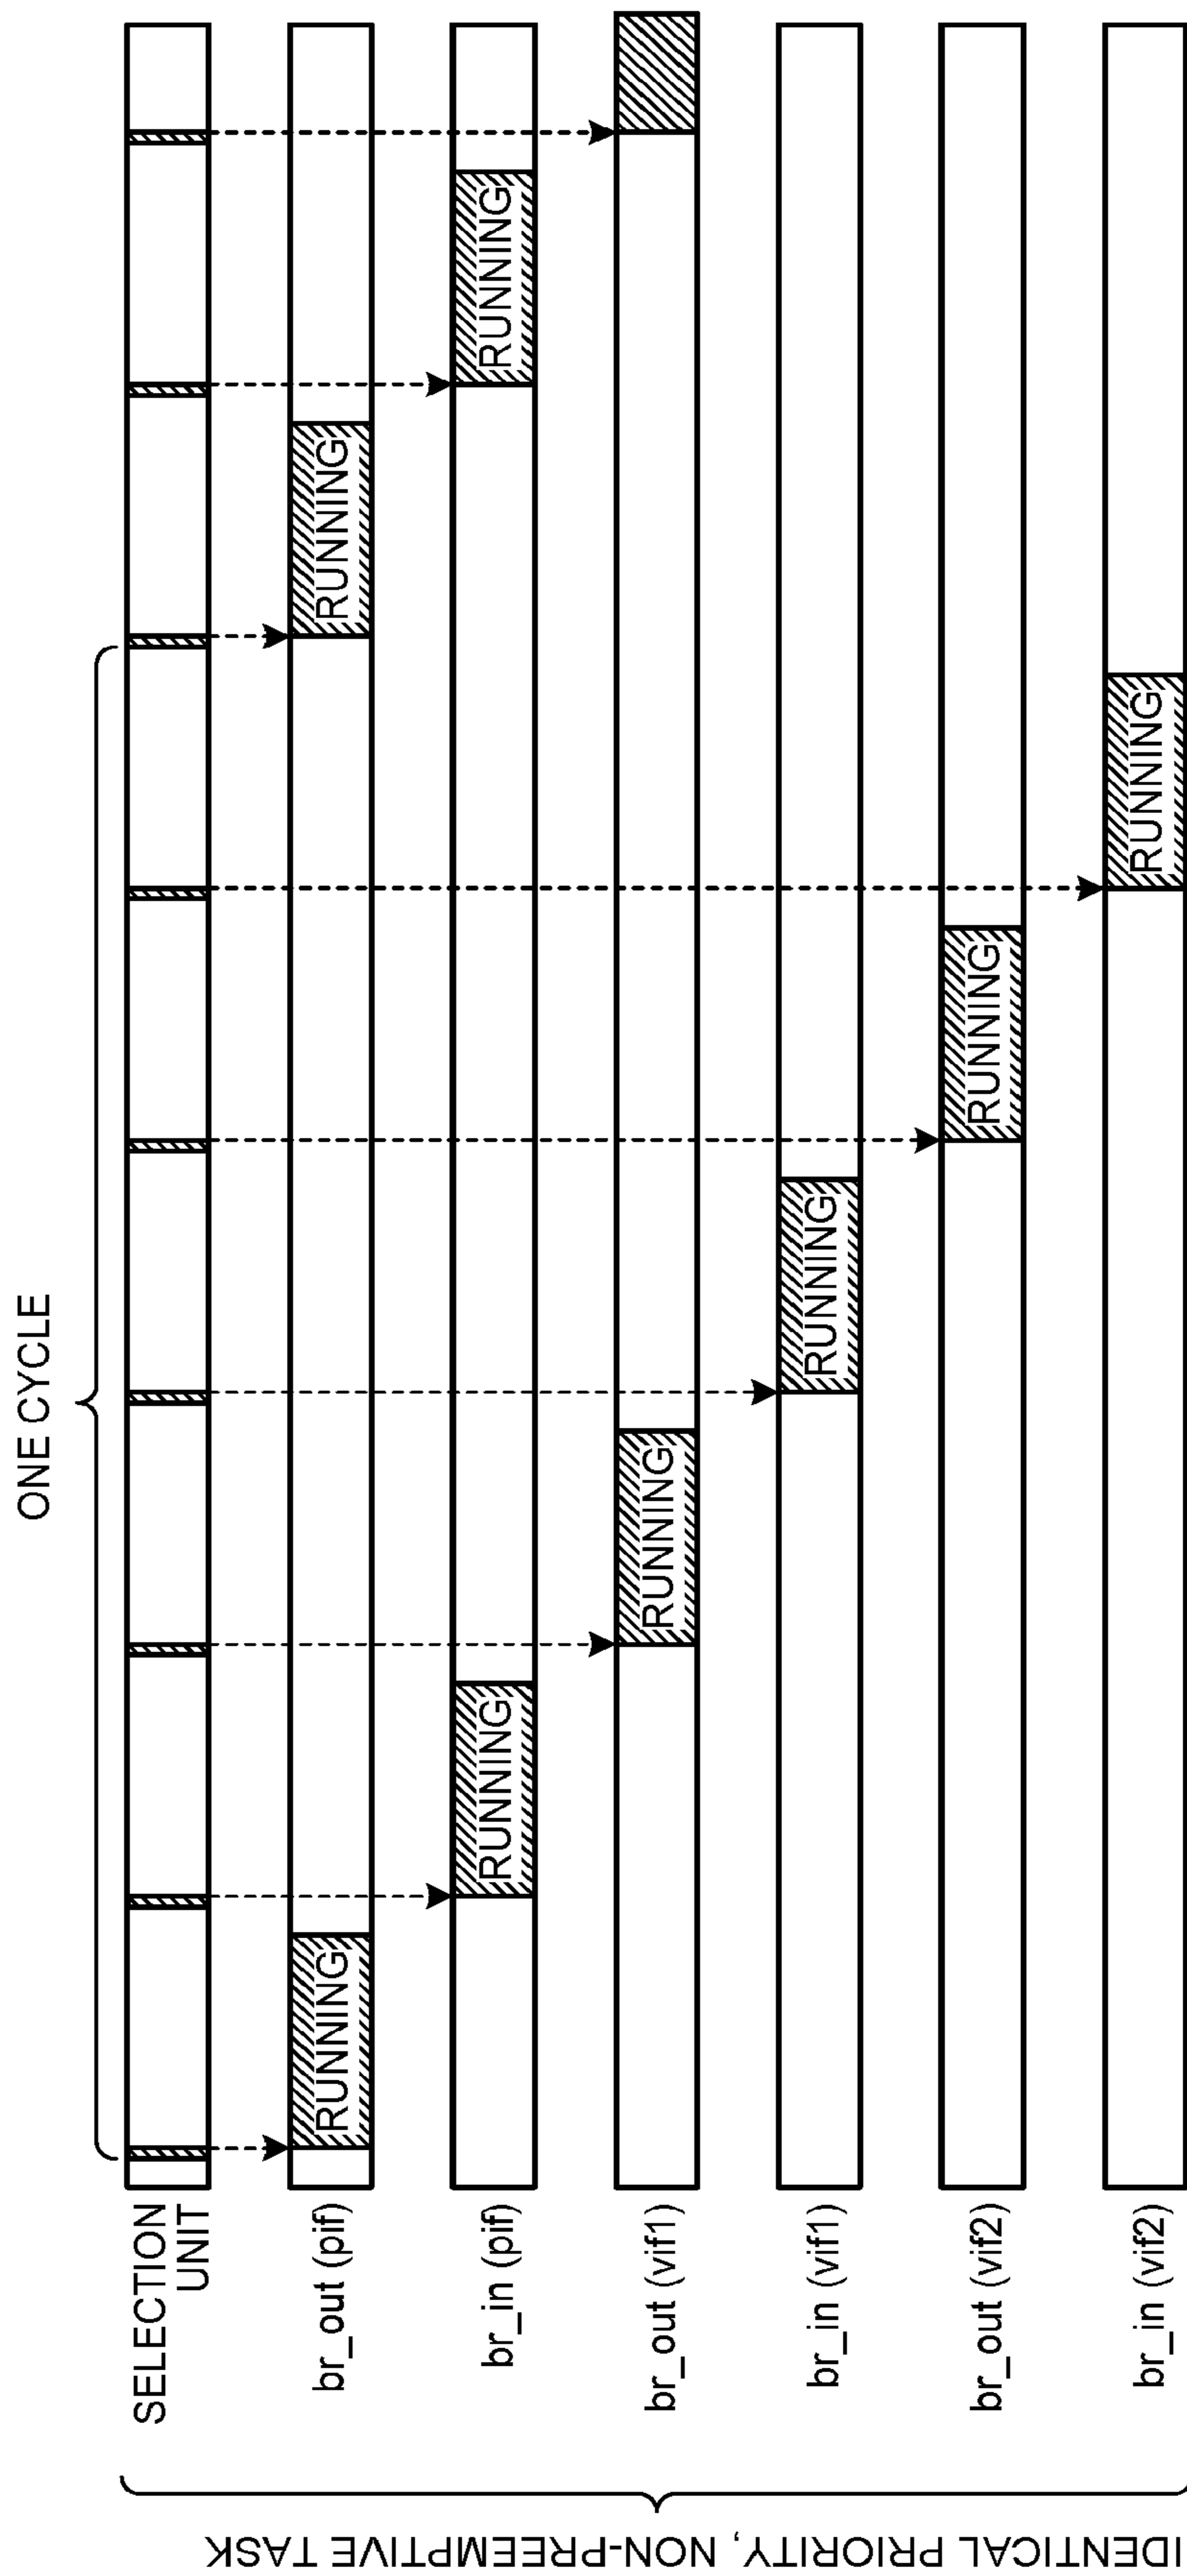 ONE CYCLE
SELECTION
UNIT
br_out (pif)
RUNNING
RUNNING
br_in (pif)
RUNNING
RUNNING
br_out (vif1)
RUNNING
br_in (vif1)
RUNNING
br_out (vif2)
RUNNING
br_in (vif2)
RUNNING
IDENTICAL PRIORITY, NON-PREEMPTIVE TASK